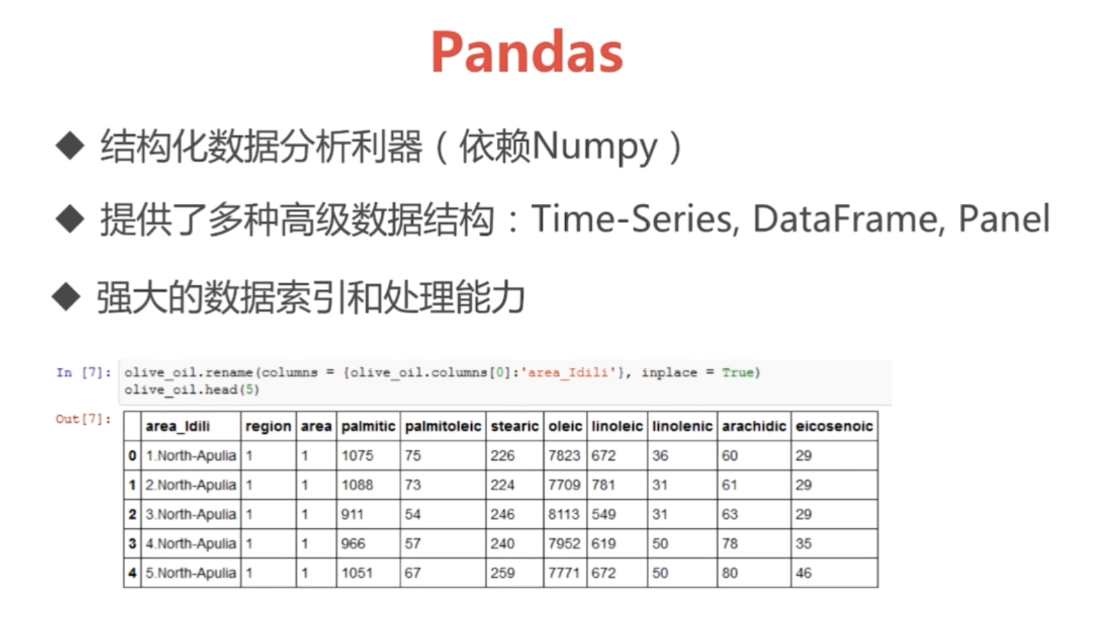 Pandas
◆ 结构化数据分析利器（依赖Numpy）
◆ 提供了多种高级数据结构：Time-Series, DataFrame, Panel
◆ 强大的数据索引和处理能力
In [7]: olive_oil.rename(columns = {olive_oil.columns[0]:'area_Idili'}, inplace = True)
olive_oil.head(5)
Out[7]:
area_Idili region area palmitic palmitoleic stearic oleic linoleic linolenic arachidic eicosenoic
0 1.North-Apulia 1 1 1075 75 226 7823 672 36 60 29
1 2.North-Apulia 1 1 1088 73 224 7709 781 31 61 29
2 3.North-Apulia 1 1 911 54 246 8113 549 31 63 29
3 4.North-Apulia 1 1 966 57 240 7952 619 50 78 35
4 5.North-Apulia 1 1 1051 67 259 7771 672 50 80 46